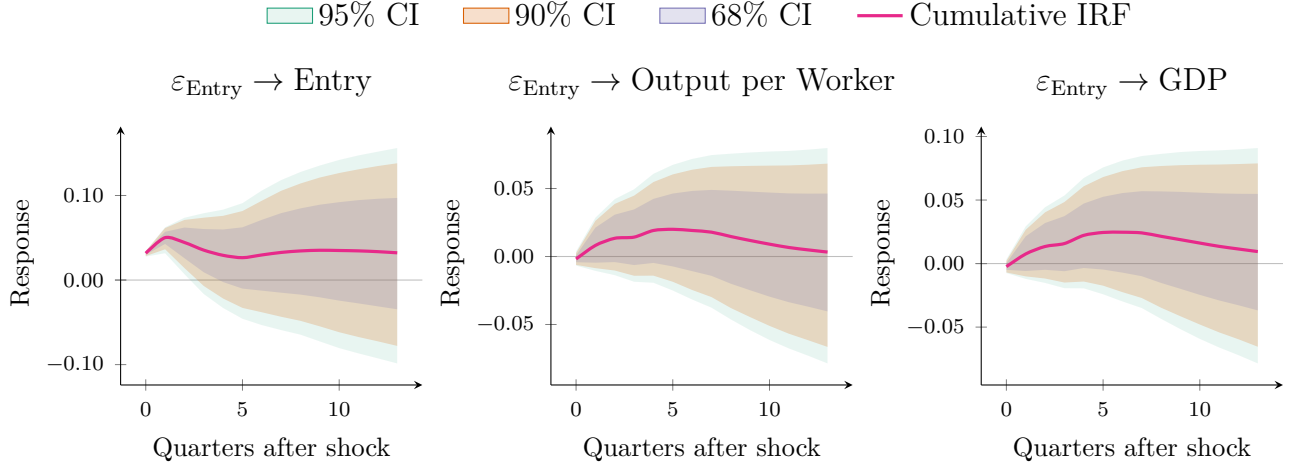 95% CI 90% CI 68% CI Cumulative IRF
ε_Entry → Entry
ε_Entry → Output per Worker
ε_Entry → GDP
Response
0.10
0.00
−0.10
0 5 10
Quarters after shock
Response
0.05
0.00
−0.05
0 5 10
Quarters after shock
Response
0.10
0.05
0.00
−0.05
0 5 10
Quarters after shock